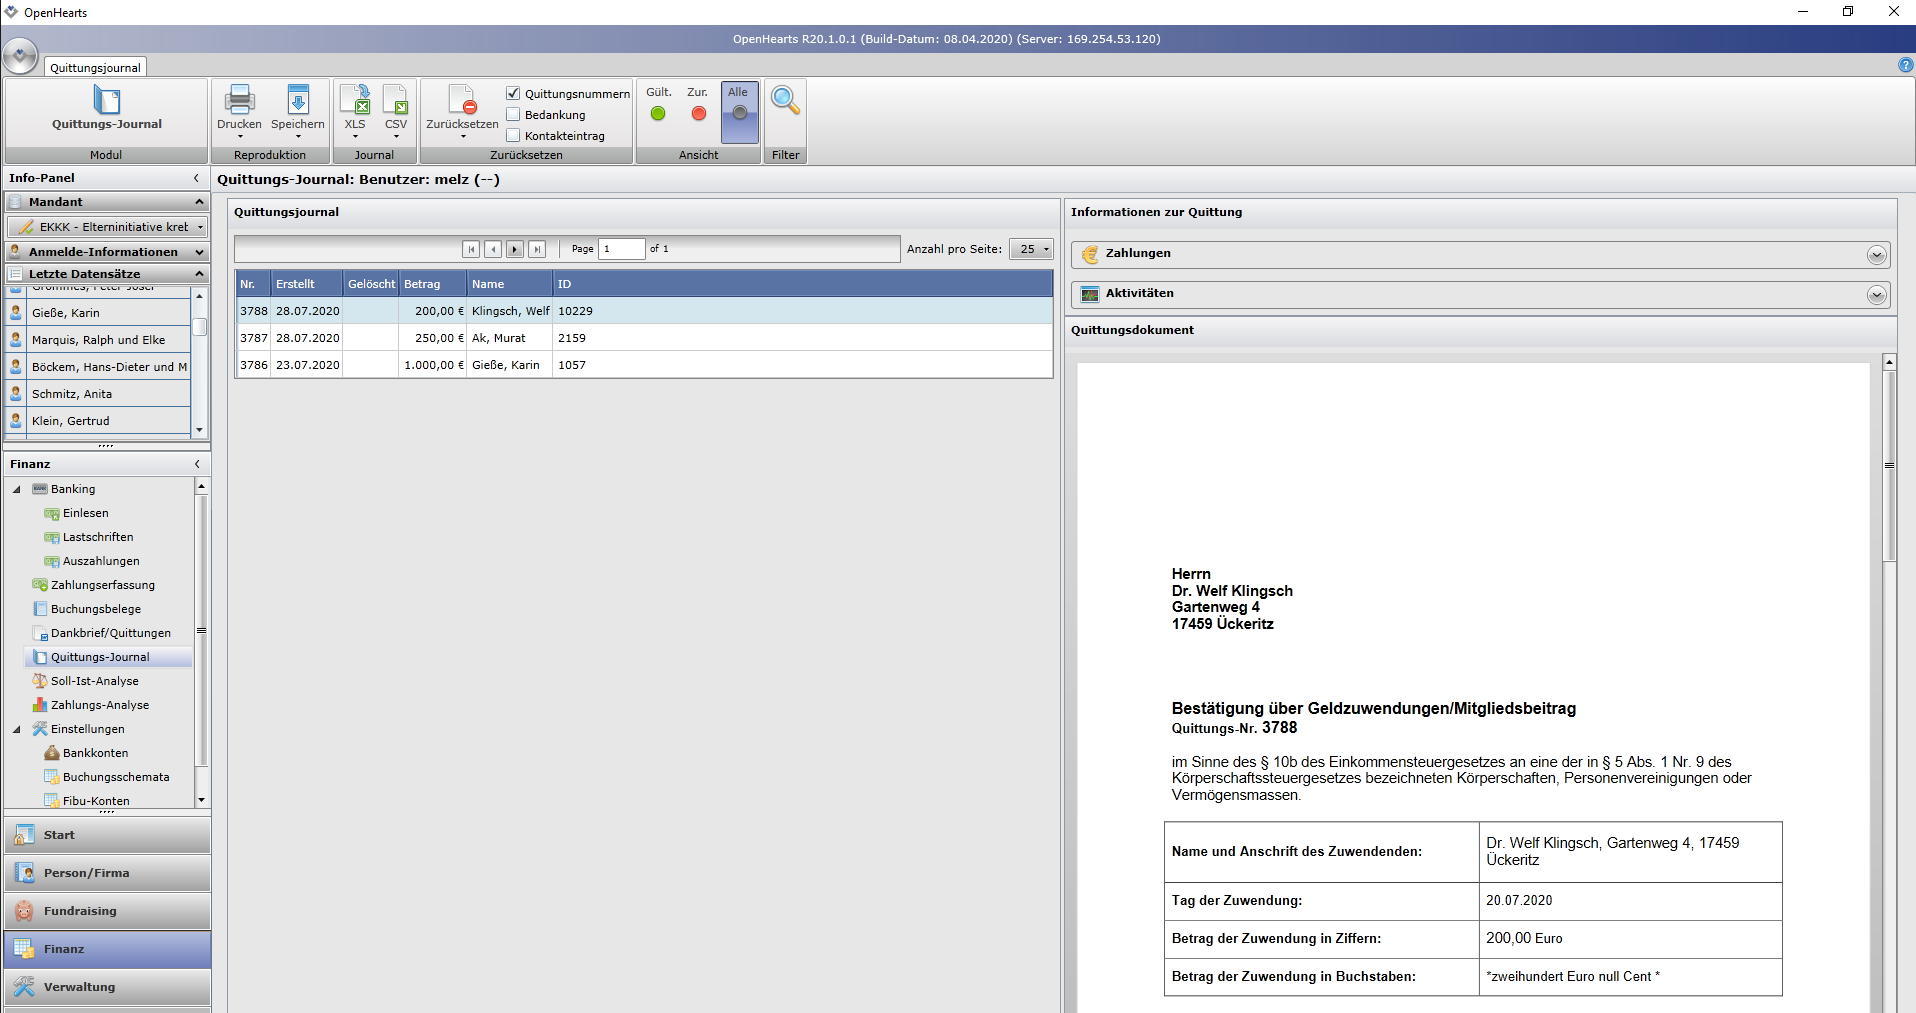 OpenHearts
OpenHearts R20.1.0.1 (Build-Datum: 08.04.2020) (Server: 169.254.53.120)
Quittungsjournal
Quittungs-Journal
Modul
Drucken
Speichern
Reproduktion
XLS
CSV
Journal
Zurücksetzen
Quittungsnummern
Bedankung
Kontakteintrag
Zurücksetzen
Gült.
Zur.
Alle
Ansicht
Filter
Info-Panel
Mandant
EKKK - Elterninitiative kret
Anmelde-Informationen
Letzte Datensätze
Grommes, Peter Josef
Gieße, Karin
Marquis, Ralph und Elke
Böckem, Hans-Dieter und M
Schmitz, Anita
Klein, Gertrud
Finanz
Banking
Einlesen
Lastschriften
Auszahlungen
Zahlungserfassung
Buchungsbelege
Dankbrief/Quittungen
Quittungs-Journal
Soll-Ist-Analyse
Zahlungs-Analyse
Einstellungen
Bankkonten
Buchungsschemata
Fibu-Konten
Start
Person/Firma
Fundraising
Finanz
Verwaltung
Quittungs-Journal: Benutzer: melz (--)
Quittungsjournal
Page 1 of 1
Anzahl pro Seite: 25
Nr. Erstellt Gelöscht Betrag Name ID
3788 28.07.2020 200,00 € Klingsch, Welf 10229
3787 28.07.2020 250,00 € Ak, Murat 2159
3786 23.07.2020 1.000,00 € Gieße, Karin 1057
Informationen zur Quittung
Zahlungen
Aktivitäten
Quittungsdokument
Herrn
Dr. Welf Klingsch
Gartenweg 4
17459 Ückeritz
Bestätigung über Geldzuwendungen/Mitgliedsbeitrag
Quittungs-Nr. 3788
im Sinne des § 10b des Einkommensteuergesetzes an eine der in § 5 Abs. 1 Nr. 9 des
Körperschaftssteuergesetzes bezeichneten Körperschaften, Personenvereinigungen oder
Vermögensmassen.
Name und Anschrift des Zuwendenden:
Dr. Welf Klingsch, Gartenweg 4, 17459
Ückeritz
Tag der Zuwendung: 20.07.2020
Betrag der Zuwendung in Ziffern: 200,00 Euro
Betrag der Zuwendung in Buchstaben: *zweihundert Euro null Cent *